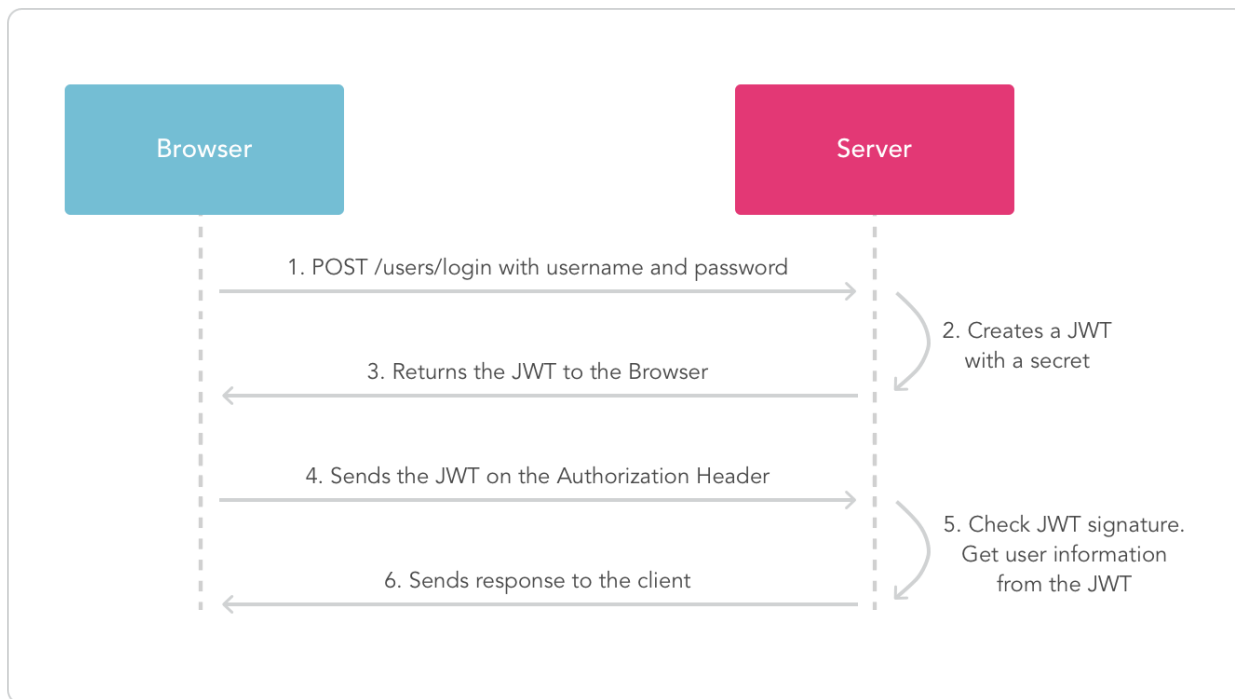 Browser
Server
1. POST /users/login with username and password
2. Creates a JWT
with a secret
3. Returns the JWT to the Browser
4. Sends the JWT on the Authorization Header
5. Check JWT signature.
Get user information
from the JWT
6. Sends response to the client